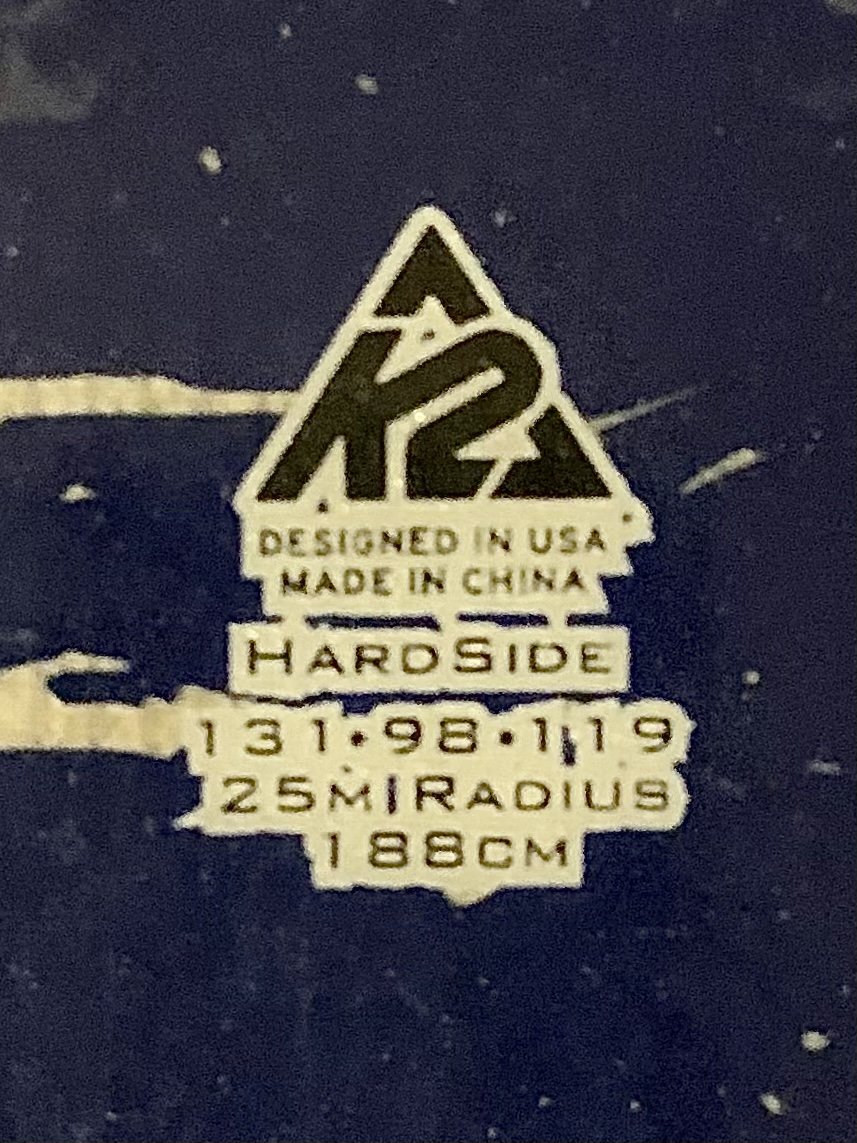 K2
DESIGNED IN USA
MADE IN CHINA
HARDSIDE
131•98•119
25M RADIUS
188CM